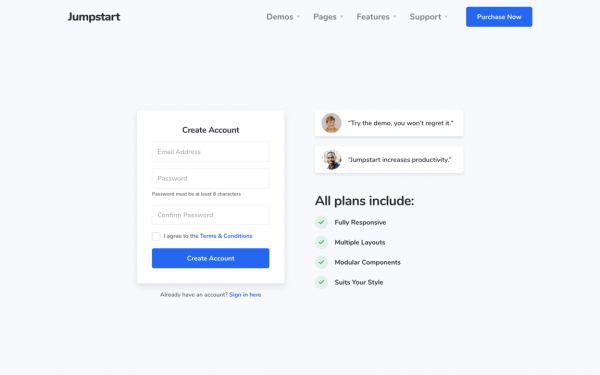 Jumpstart
Demos Pages Features Support Purchase Now
Create Account
Email Address
Password
Password must be at least 8 characters
Confirm Password
I agree to the Terms & Conditions
Create Account
Already have an account? Sign in here
"Try the demo, you won't regret it."
"Jumpstart increases productivity."
All plans include:
Fully Responsive
Multiple Layouts
Modular Components
Suits Your Style